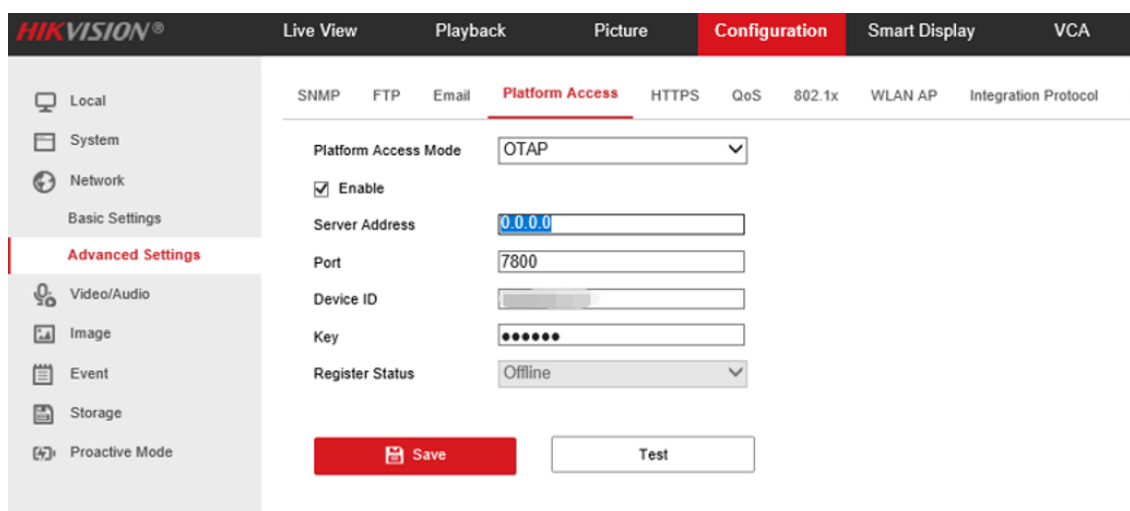 HIKVISION®
Live View Playback Picture Configuration Smart Display VCA
Local
System
Network
Basic Settings
Advanced Settings
Video/Audio
Image
Event
Storage
Proactive Mode
SNMP FTP Email Platform Access HTTPS QoS 802.1x WLAN AP Integration Protocol
Platform Access Mode OTAP
Enable
Server Address 0.0.0.0
Port 7800
Device ID
Key ●●●●●●
Register Status Offline
Save Test